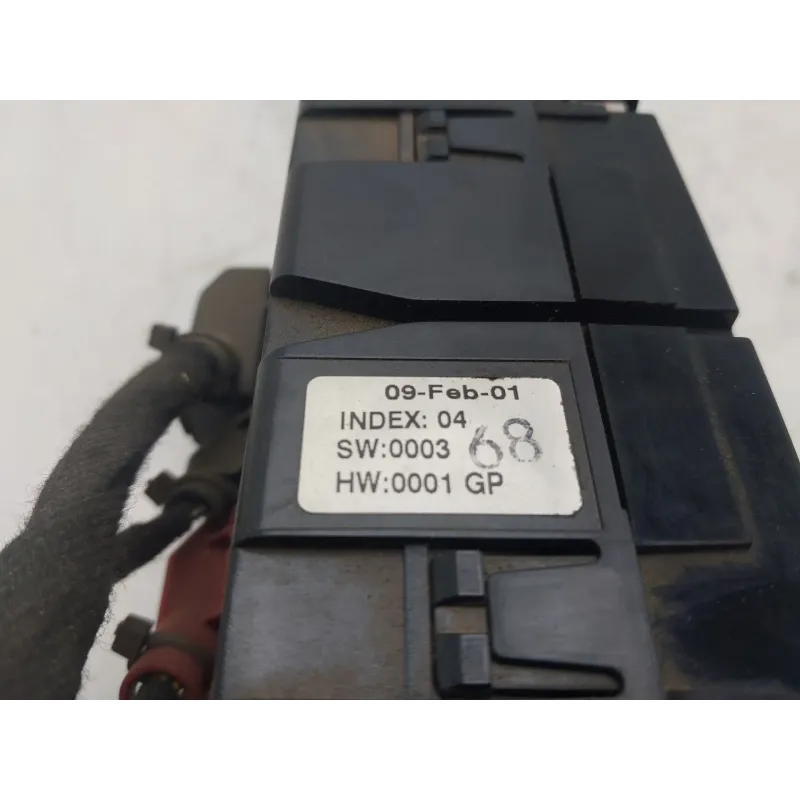 09-Feb-01
INDEX: 04
SW:0003 68
HW:0001 GP